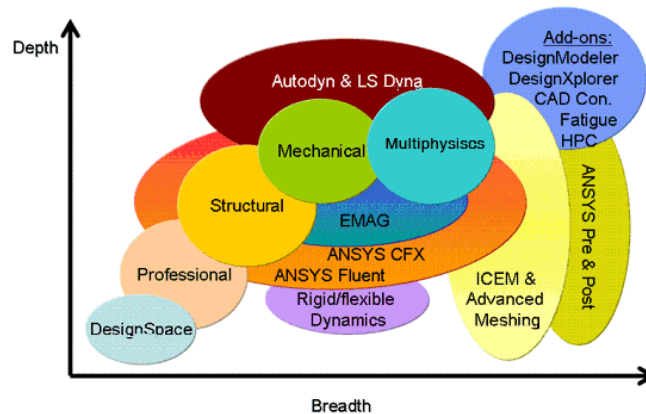 Depth
Add-ons:
DesignModeler
DesignXplorer
CAD Con.
Fatigue
HPC
Autodyn & LS Dyna
Mechanical
Multiphysiscs
Structural
EMAG
ANSYS CFX
ANSYS Fluent
Professional
DesignSpace
Rigid/flexible
Dynamics
ICEM &
Advanced
Meshing
ANSYS Pre & Post
Breadth